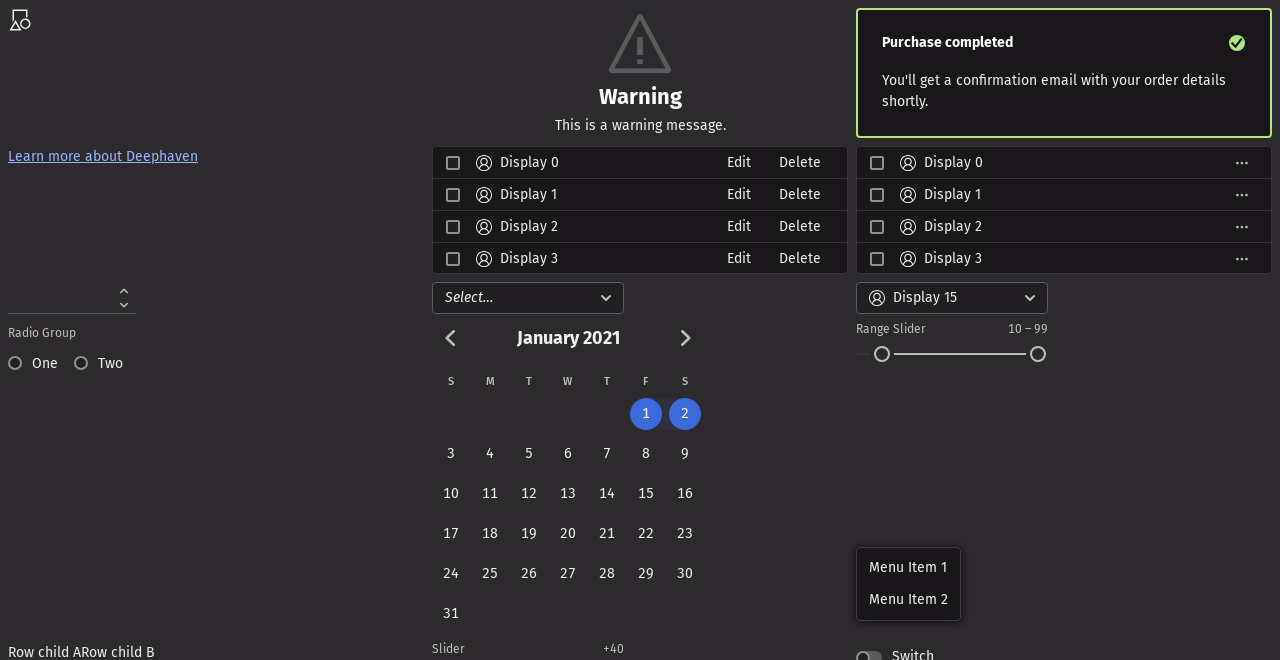 Warning
This is a warning message.
Purchase completed
You'll get a confirmation email with your order details
shortly.
Learn more about Deephaven
Display 0 Edit Delete
Display 1 Edit Delete
Display 2 Edit Delete
Display 3 Edit Delete
Display 0
Display 1
Display 2
Display 3
Radio Group
One Two
Select...
January 2021
S M T W T F S
1 2
3 4 5 6 7 8 9
10 11 12 13 14 15 16
17 18 19 20 21 22 23
24 25 26 27 28 29 30
31
Display 15
Range Slider 10 – 99
Menu Item 1
Menu Item 2
Row child ARow child B
Slider +40
Switch